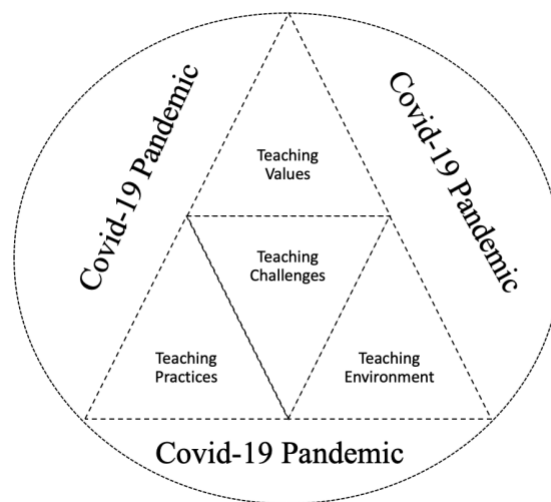 Covid-19 Pandemic
Covid-19 Pandemic
Teaching
Values
Teaching
Challenges
Teaching
Practices
Teaching
Environment
Covid-19 Pandemic